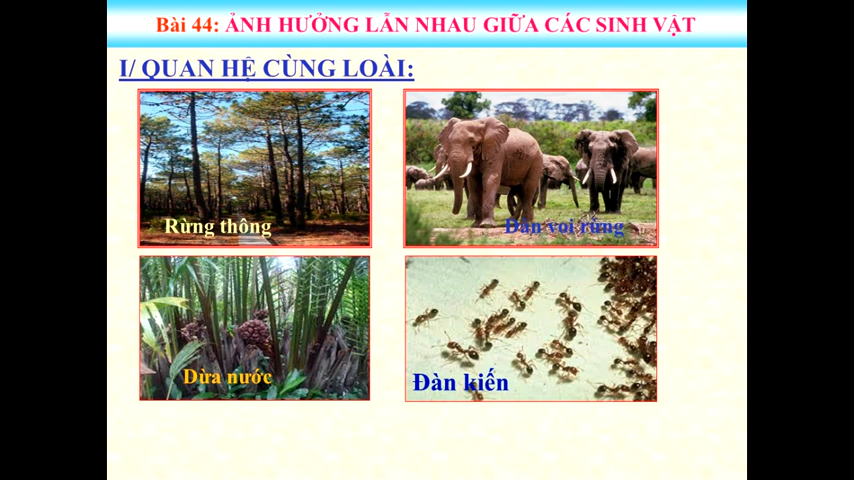 Bài 44: ẢNH HƯỞNG LẪN NHAU GIỮA CÁC SINH VẬT
I/ QUAN HỆ CÙNG LOÀI:
Rừng thông
Đàn voi rừng
Dừa nước
Đàn kiến